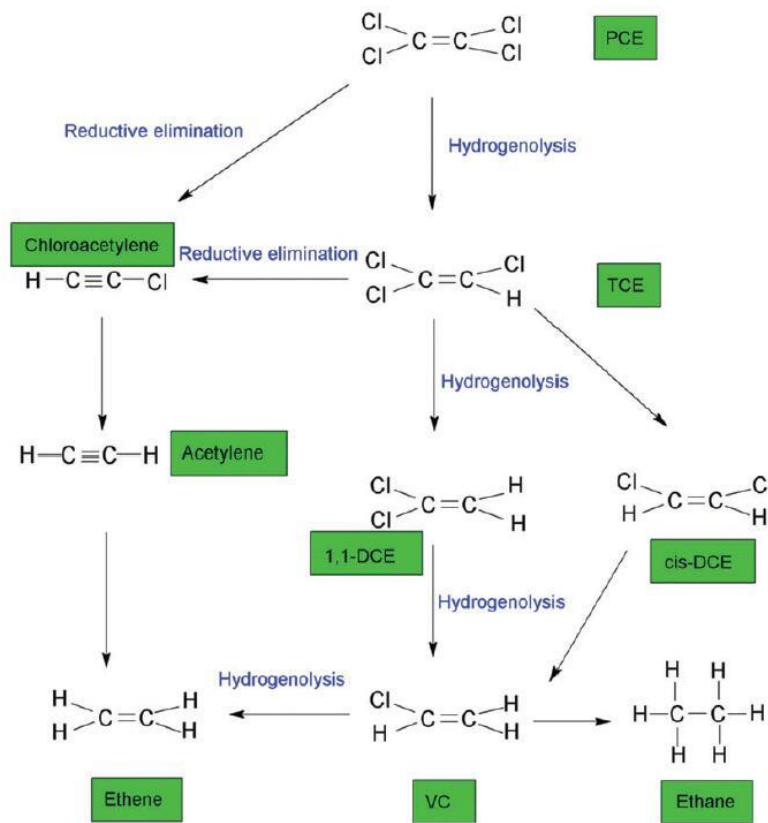 Cl Cl
C=C
Cl Cl
PCE
Reductive elimination
Hydrogenolysis
Chloroacetylene
H-C≡C-Cl
Reductive elimination
Cl Cl
C=C
Cl H
TCE
Hydrogenolysis
H-C≡C-H
Acetylene
Cl H
C=C
Cl H
1,1-DCE
Cl C
C=C
H H
cis-DCE
Hydrogenolysis
Hydrogenolysis
H H
C=C
H H
Ethene
Cl H
C=C
H H
VC
H H
H-C-C-H
H H
Ethane